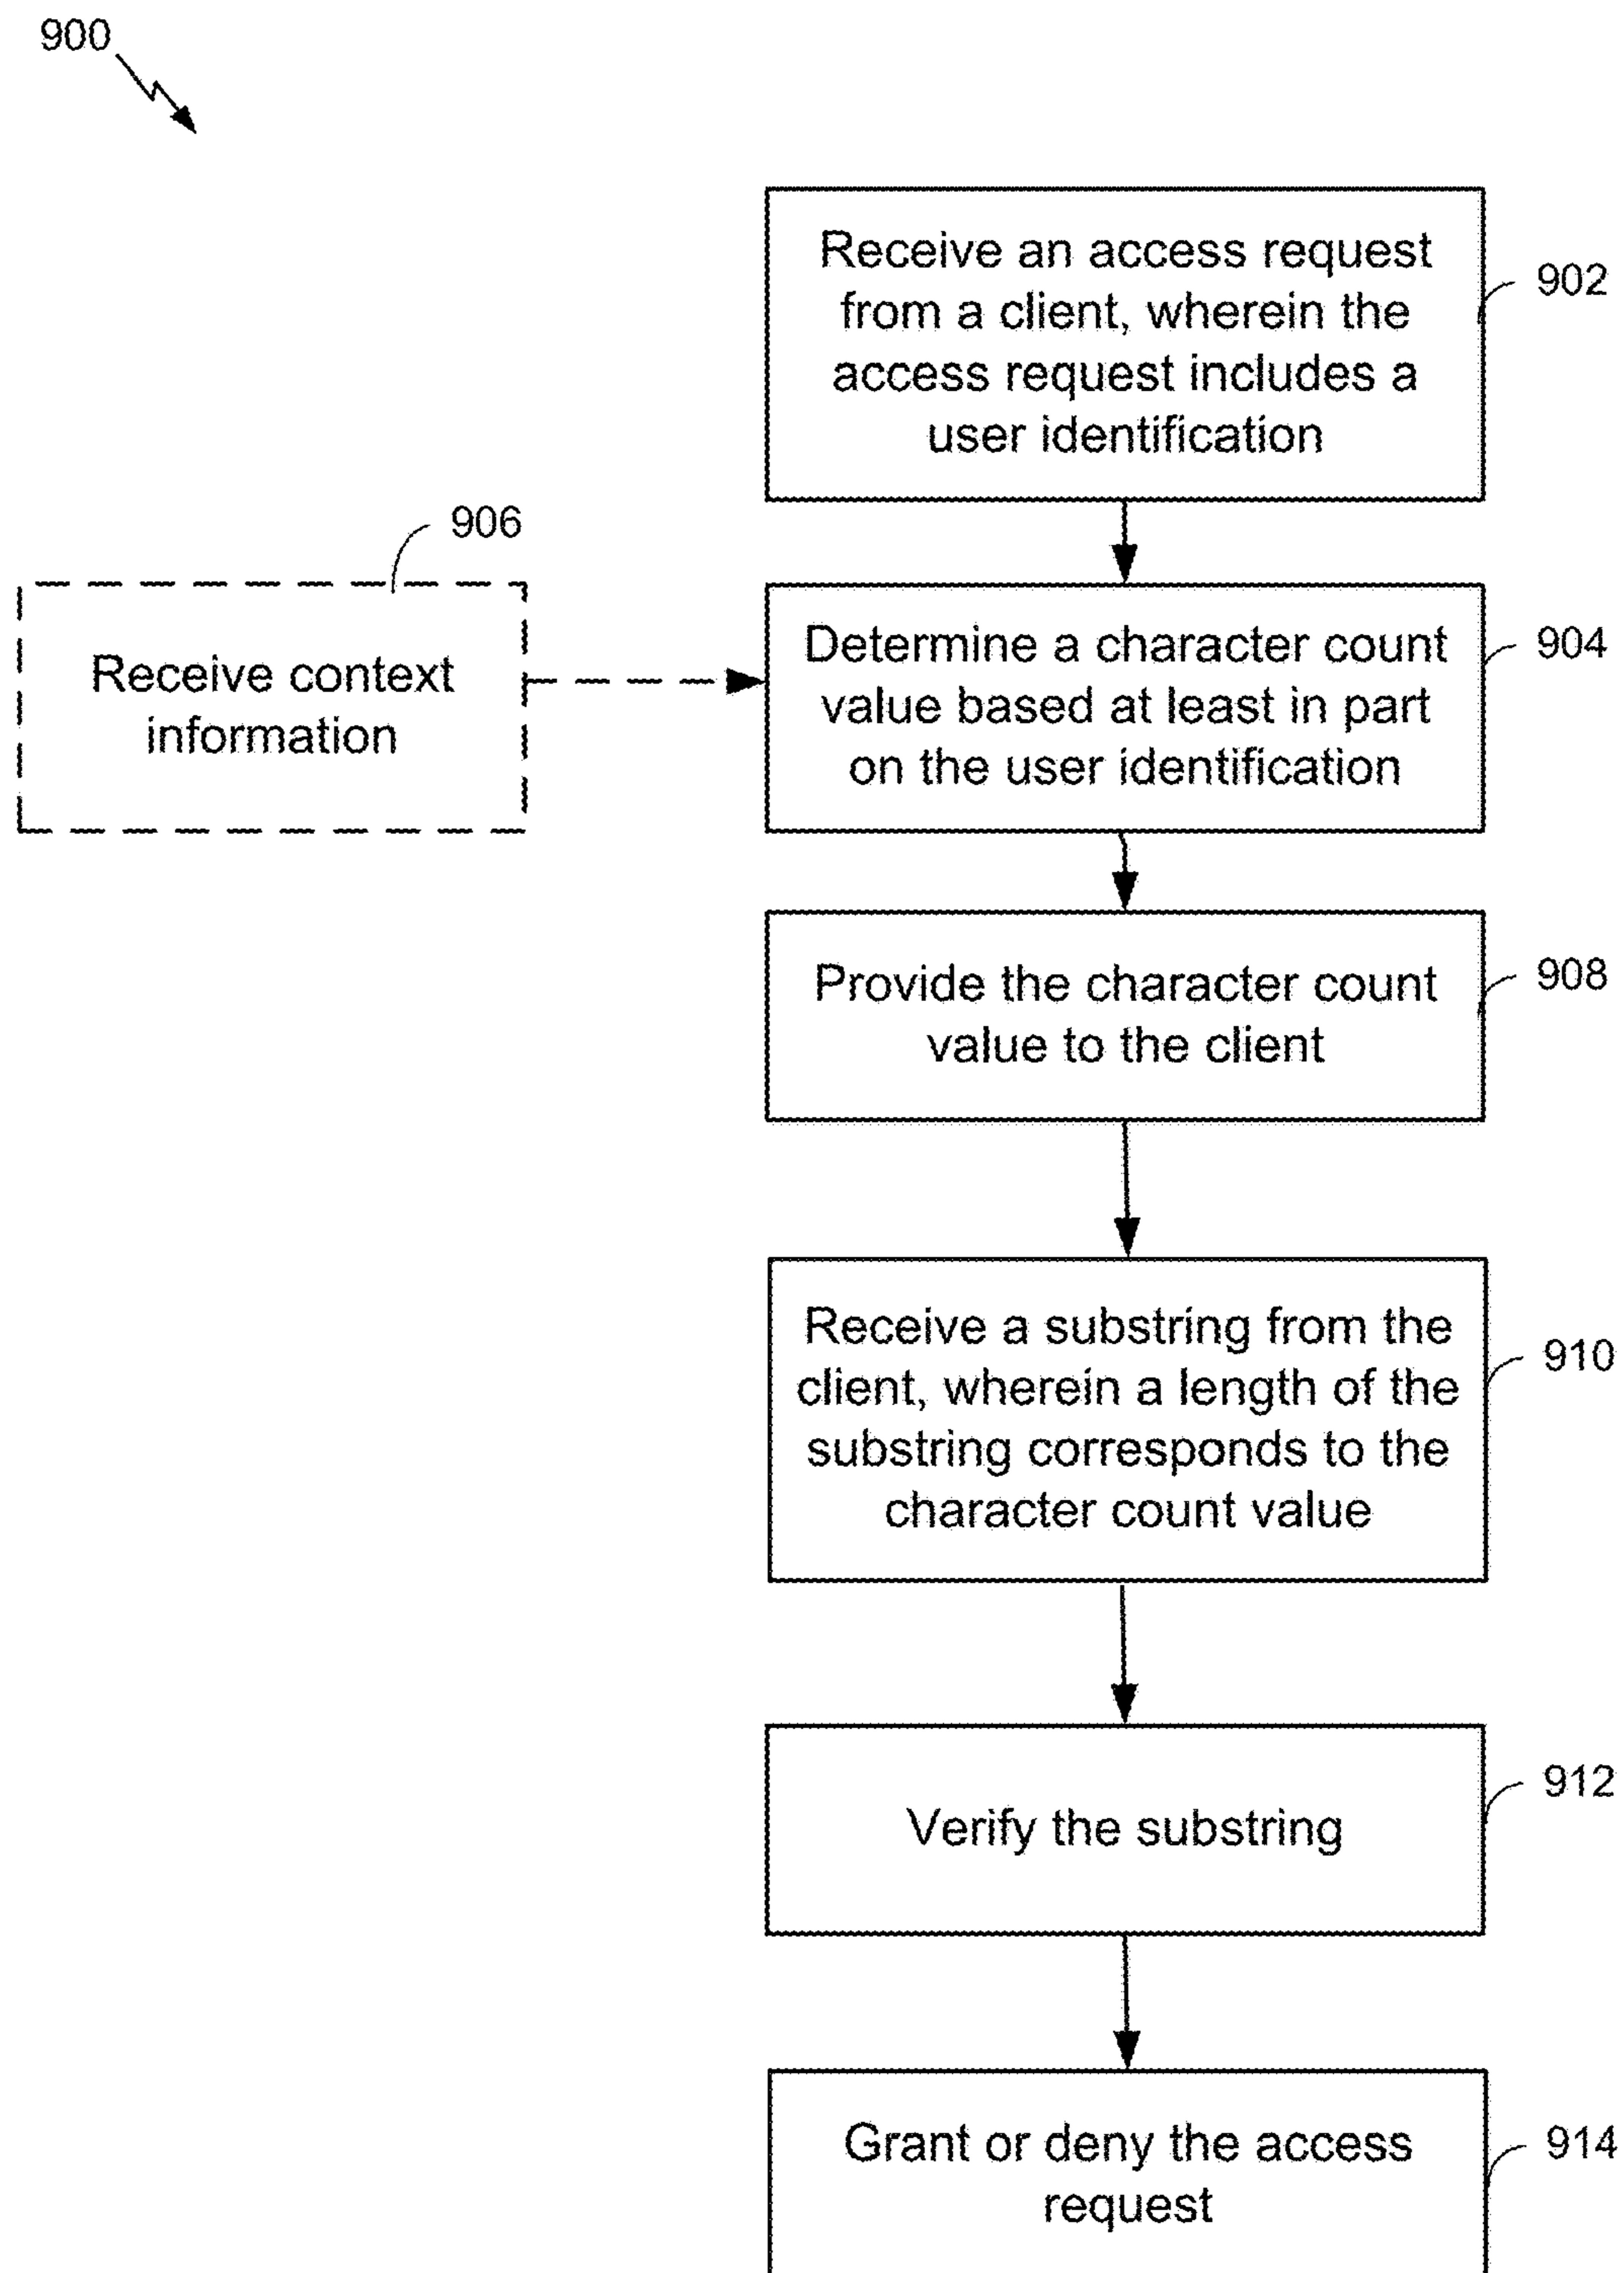 900
Receive an access request
from a client, wherein the
access request includes a
user identification
902
906
Receive context
information
Determine a character count
value based at least in part
on the user identification
904
Provide the character count
value to the client
908
Receive a substring from the
client, wherein a length of the
substring corresponds to the
character count value
910
Verify the substring
912
Grant or deny the access
request
914